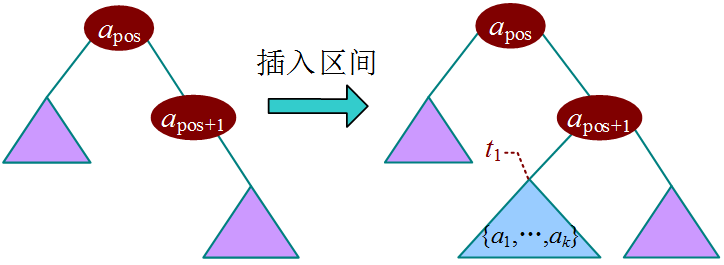 apos
apos+1
插入区间
apos
apos+1
t1
{a1,···,ak}